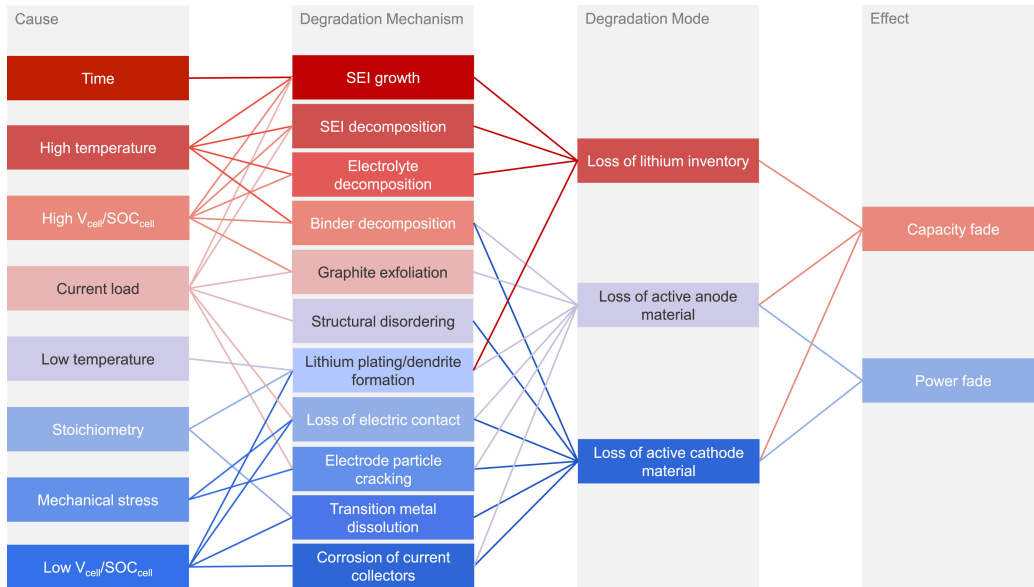 Cause
Time
High temperature
High Vcell/SOCcell
Current load
Low temperature
Stoichiometry
Mechanical stress
Low Vcell/SOCcell
Degradation Mechanism
SEI growth
SEI decomposition
Electrolyte
decomposition
Binder decomposition
Graphite exfoliation
Structural disordering
Lithium plating/dendrite
formation
Loss of electric contact
Electrode particle
cracking
Transition metal
dissolution
Corrosion of current
collectors
Degradation Mode
Loss of lithium inventory
Loss of active anode
material
Loss of active cathode
material
Effect
Capacity fade
Power fade